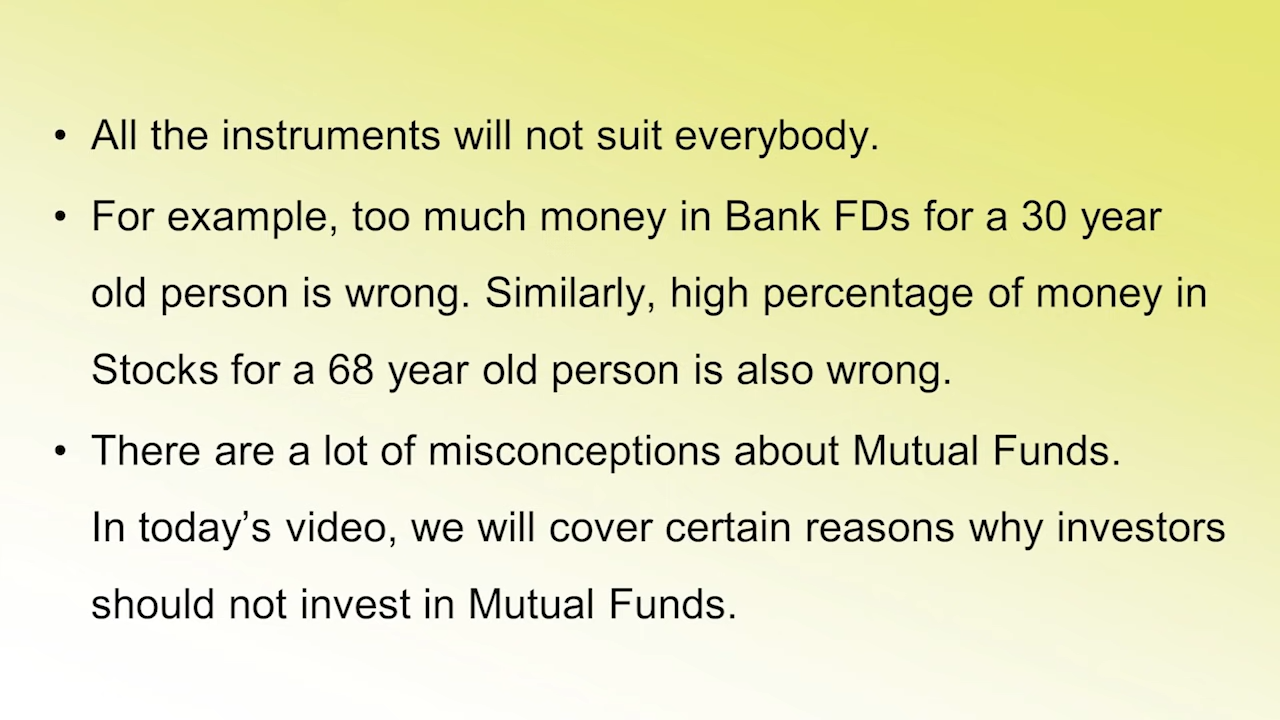 • All the instruments will not suit everybody.
• For example, too much money in Bank FDs for a 30 year
old person is wrong. Similarly, high percentage of money in
Stocks for a 68 year old person is also wrong.
• There are a lot of misconceptions about Mutual Funds.
In today’s video, we will cover certain reasons why investors
should not invest in Mutual Funds.